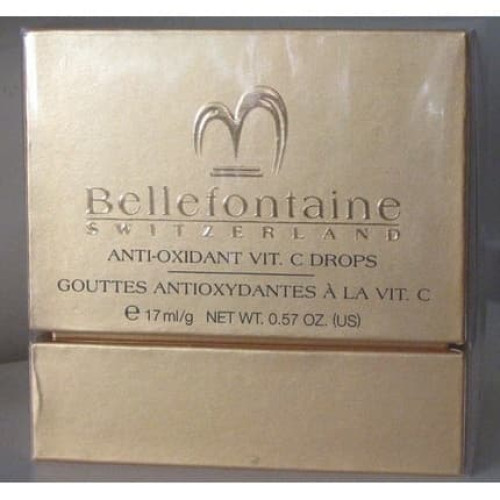 Bellefontaine
SWITZERLAND
ANTI-OXIDANT VIT. C DROPS
GOUTTES ANTIOXYDANTES À LA VIT. C
℮ 17 ml/g NET WT. 0.57 OZ. (US)